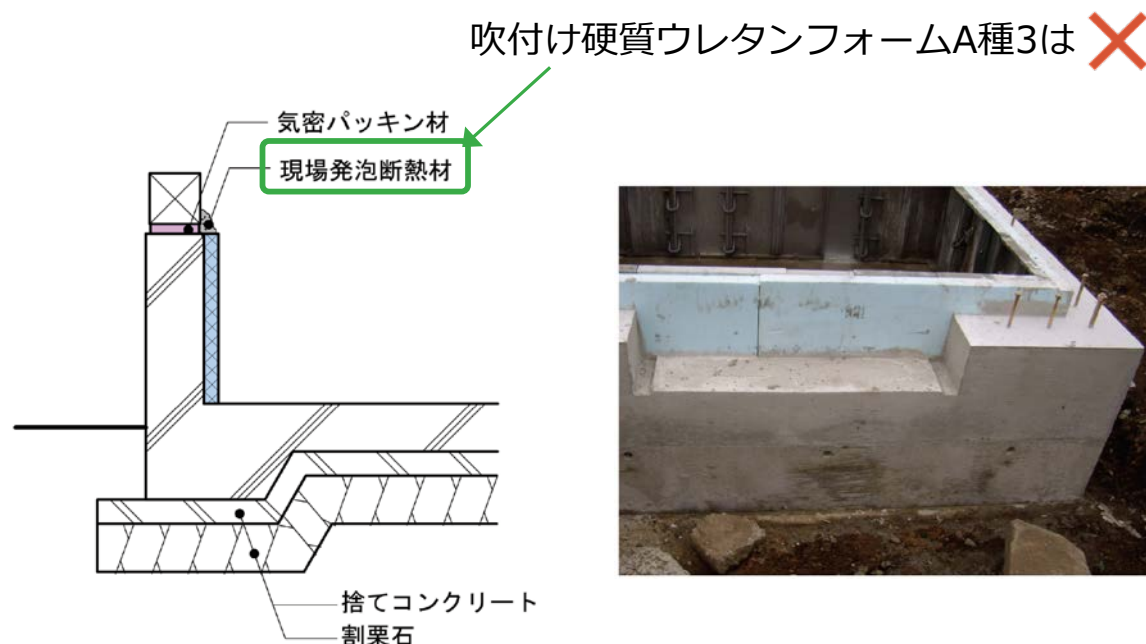 吹付け硬質ウレタンフォームA種3は
気密パッキン材
現場発泡断熱材
捨てコンクリート
割栗石